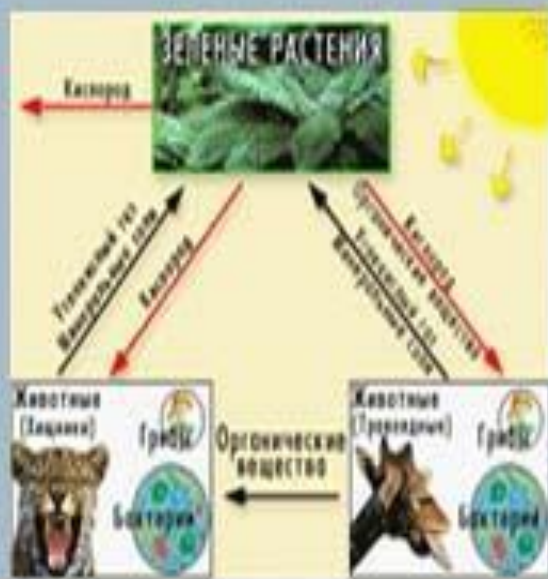 ЗЕЛЕНЫЕ РАСТЕНИЯ
Кислород
Углекислый газ
Минеральные соли
Кислород
Кислород
Органические вещества
Углекислый газ
Минеральные соли
Животные
(Хищники)
Грибы
Бактерии
Органические
вещество
Животные
(Травоядные)
Грибы
Бактерии